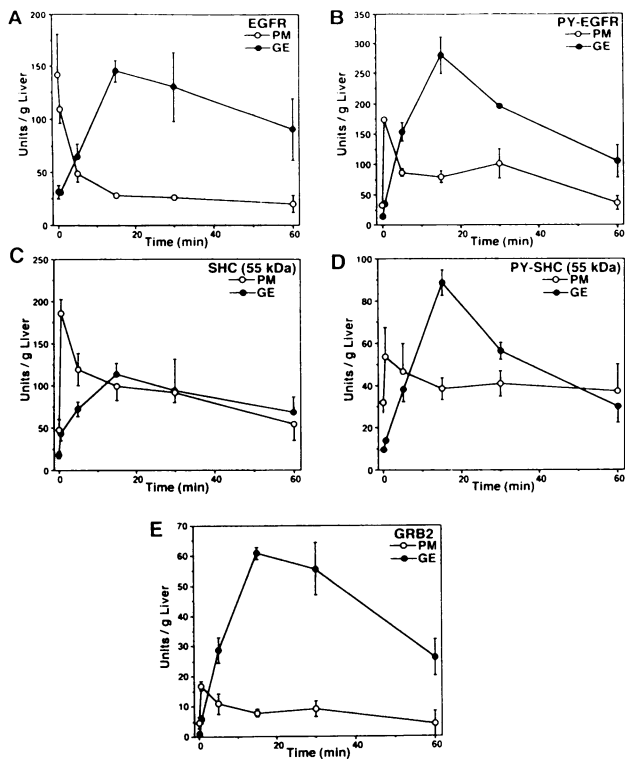 A
EGFR
PM
GE
Units / g Liver
200
150
100
50
0
0 20 40 60
Time (min)
B
PY-EGFR
PM
GE
Units / g Liver
350
300
250
200
150
100
50
0
0 20 40 60
Time (min)
C
SHC (55 kDa)
PM
GE
Units / g Liver
250
200
150
100
50
0
0 20 40 60
Time (min)
D
PY-SHC (55 kDa)
PM
GE
Units / g Liver
100
80
60
40
20
0
0 20 40 60
Time (min)
E
GRB2
PM
GE
Units / g Liver
70
60
50
40
30
20
10
0
0 20 40 60
Time (min)